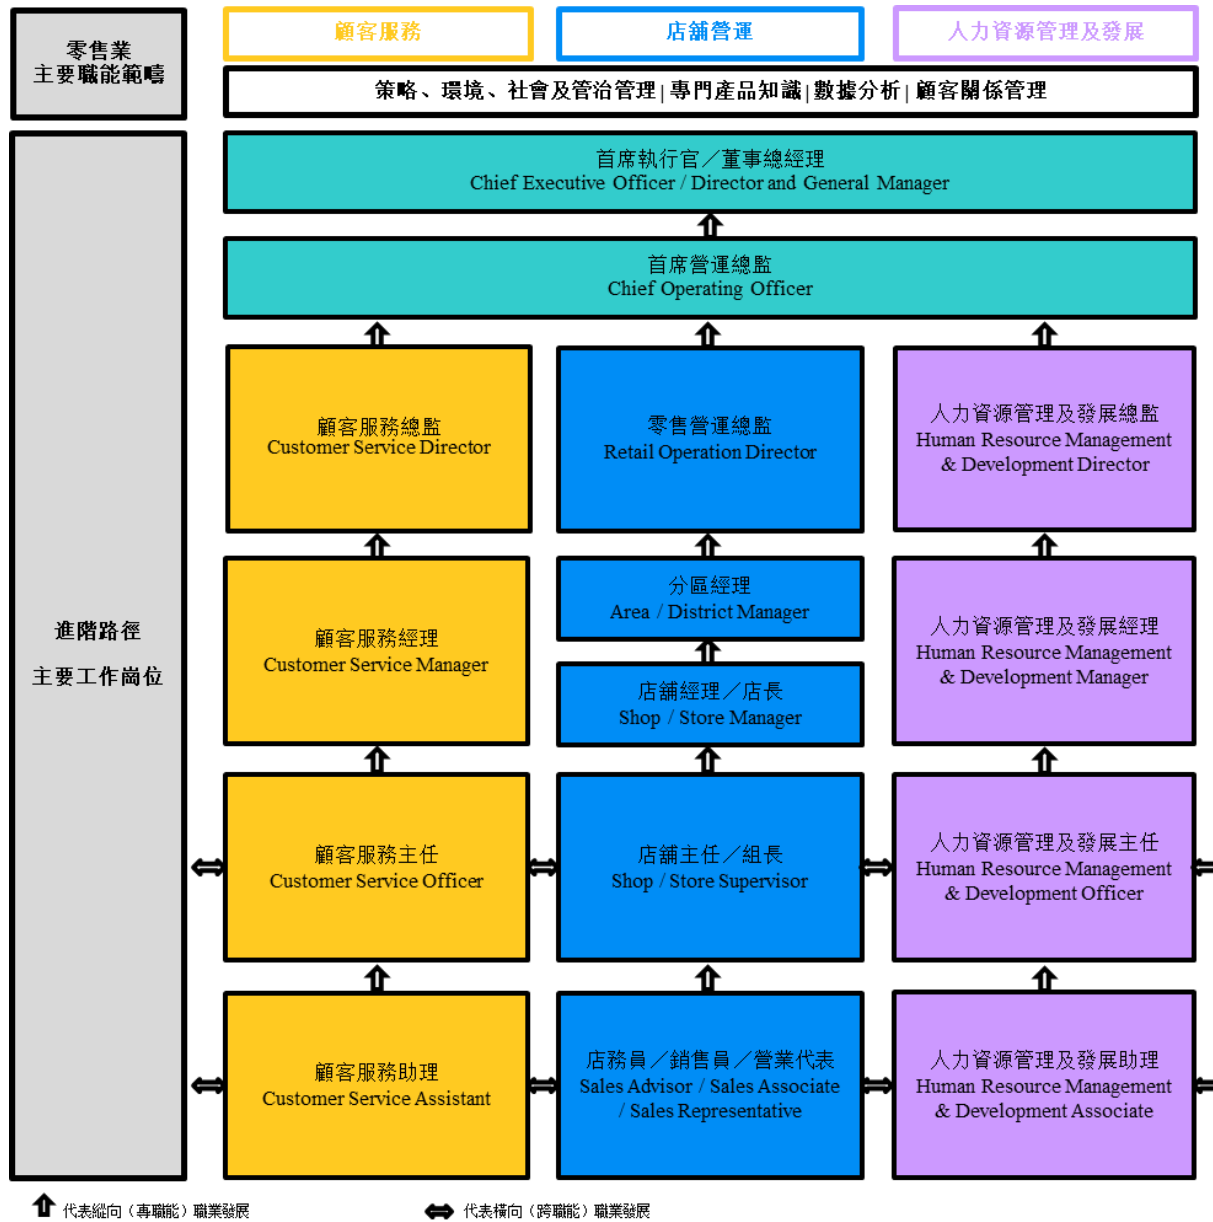 零售業
主要職能範疇
顧客服務
店舖營運
人力資源管理及發展
策略、環境、社會及管治管理|專門產品知識|數據分析|顧客關係管理
進階路徑
主要工作崗位
首席執行官／董事總經理
Chief Executive Officer / Director and General Manager
首席營運總監
Chief Operating Officer
顧客服務總監
Customer Service Director
零售營運總監
Retail Operation Director
人力資源管理及發展總監
Human Resource Management
& Development Director
顧客服務經理
Customer Service Manager
分區經理
Area / District Manager
店舖經理／店長
Shop / Store Manager
人力資源管理及發展經理
Human Resource Management
& Development Manager
顧客服務主任
Customer Service Officer
店舖主任／組長
Shop / Store Supervisor
人力資源管理及發展主任
Human Resource Management
& Development Officer
顧客服務助理
Customer Service Assistant
店務員／銷售員／營業代表
Sales Advisor / Sales Associate
/ Sales Representative
人力資源管理及發展助理
Human Resource Management
& Development Associate
代表縱向（專職能）職業發展
代表橫向（跨職能）職業發展